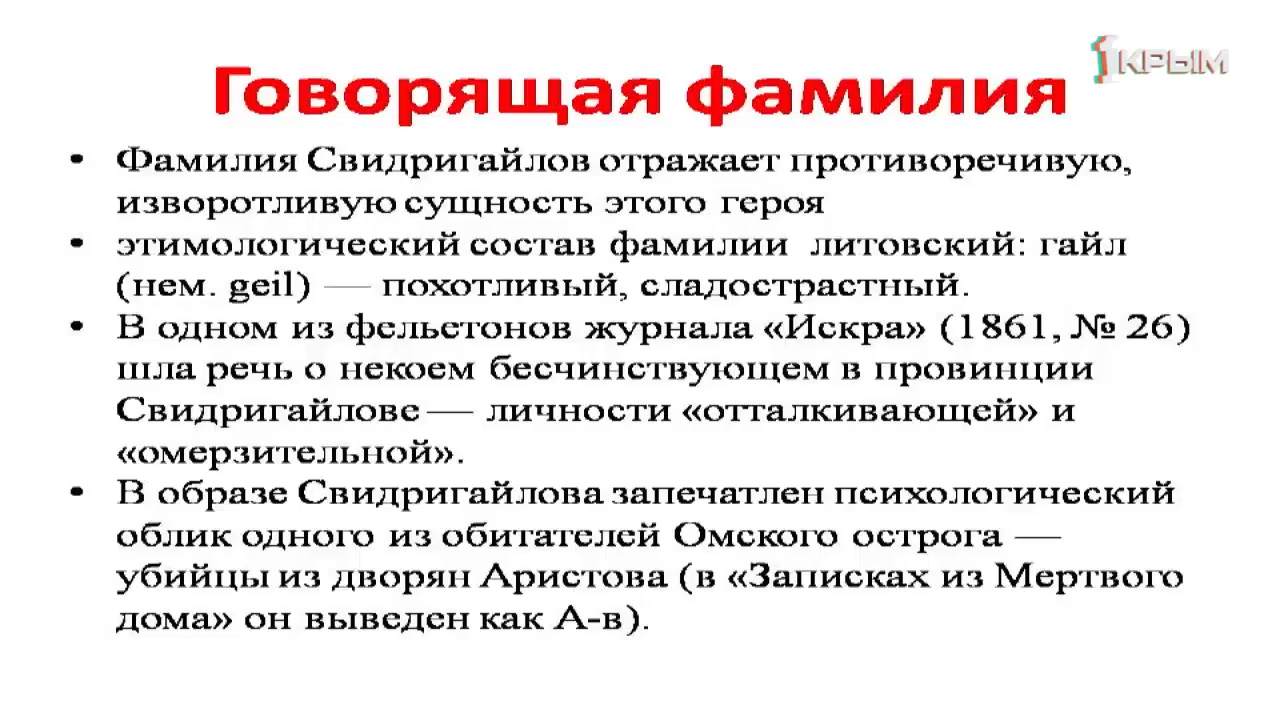 1КРЫМ
Говорящая фамилия
• Фамилия Свидригайлов отражает противоречивую,
изворотливую сущность этого героя
• этимологический состав фамилии литовский: гайл
(нем. geil) — похотливый, сладострастный.
• В одном из фельетонов журнала «Искра» (1861, № 26)
шла речь о некоем бесчинствующем в провинции
Свидригайлове — личности «отталкивающей» и
«омерзительной».
• В образе Свидригайлова запечатлен психологический
облик одного из обитателей Омского острога —
убийцы из дворян Аристова (в «Записках из Мертвого
дома» он выведен как А-в).